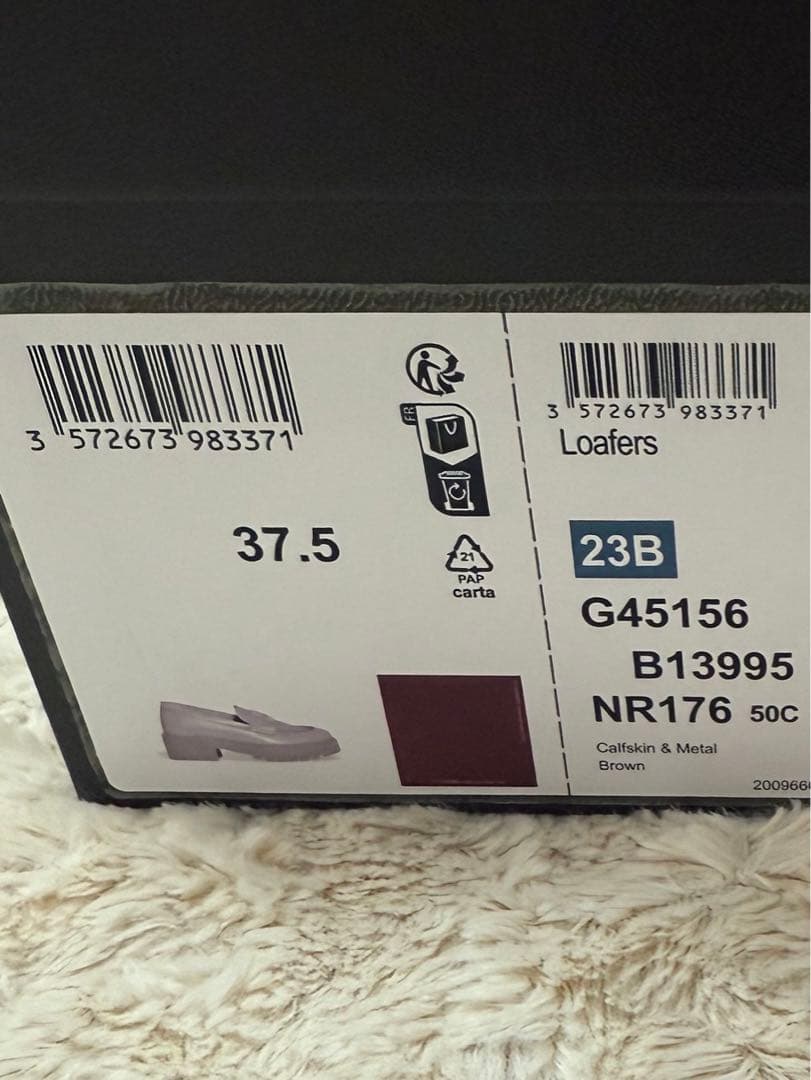 3 572673 983371
FR
37.5
21
PAP
carta
3 572673 983371
Loafers
23B
G45156
B13995
NR176 50C
Calfskin & Metal
Brown